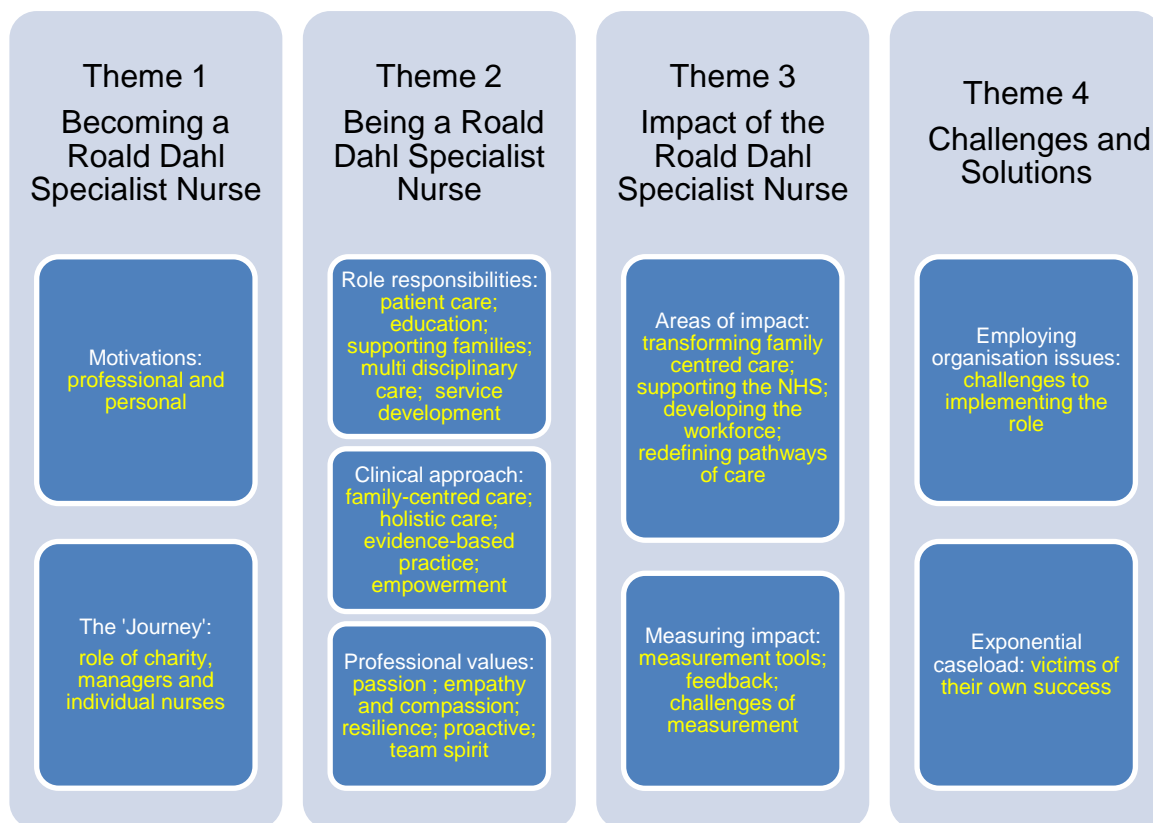 Theme 1
Becoming a
Roald Dahl
Specialist Nurse
Motivations:
professional and
personal
The 'Journey':
role of charity,
managers and
individual nurses
Theme 2
Being a Roald
Dahl Specialist
Nurse
Role responsibilities:
patient care;
education;
supporting families;
multi disciplinary
care; service
development
Clinical approach:
family-centred care;
holistic care;
evidence-based
practice;
empowerment
Professional values:
passion ; empathy
and compassion;
resilience; proactive;
team spirit
Theme 3
Impact of the
Roald Dahl
Specialist Nurse
Areas of impact:
transforming family
centred care;
supporting the NHS;
developing the
workforce;
redefining pathways
of care
Measuring impact:
measurement tools;
feedback;
challenges of
measurement
Theme 4
Challenges and
Solutions
Employing
organisation issues:
challenges to
implementing the
role
Exponential
caseload: victims of
their own success